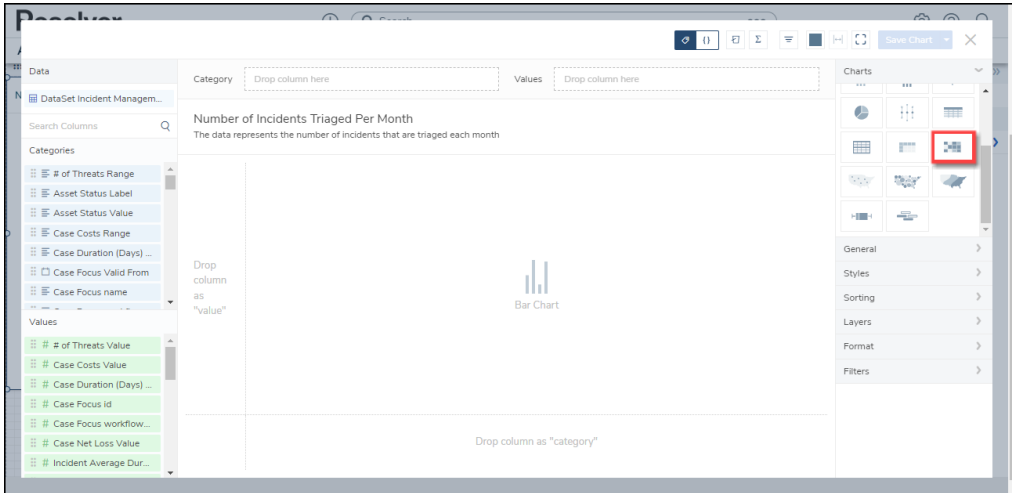 Resolver
Search
Save Chart
Data
DataSet Incident Managem...
Search Columns
Categories
# of Threats Range
Asset Status Label
Asset Status Value
Case Costs Range
Case Duration (Days) ...
Case Focus Valid From
Case Focus name
Values
# # of Threats Value
# Case Costs Value
# Case Duration (Days) ...
# Case Focus id
# Case Focus workflow...
# Case Net Loss Value
# Incident Average Dur...
Category
Drop column here
Values
Drop column here
Number of Incidents Triaged Per Month
The data represents the number of incidents that are triaged each month
Drop
column
as
"value"
Bar Chart
Drop column as "category"
Charts
General
Styles
Sorting
Layers
Format
Filters